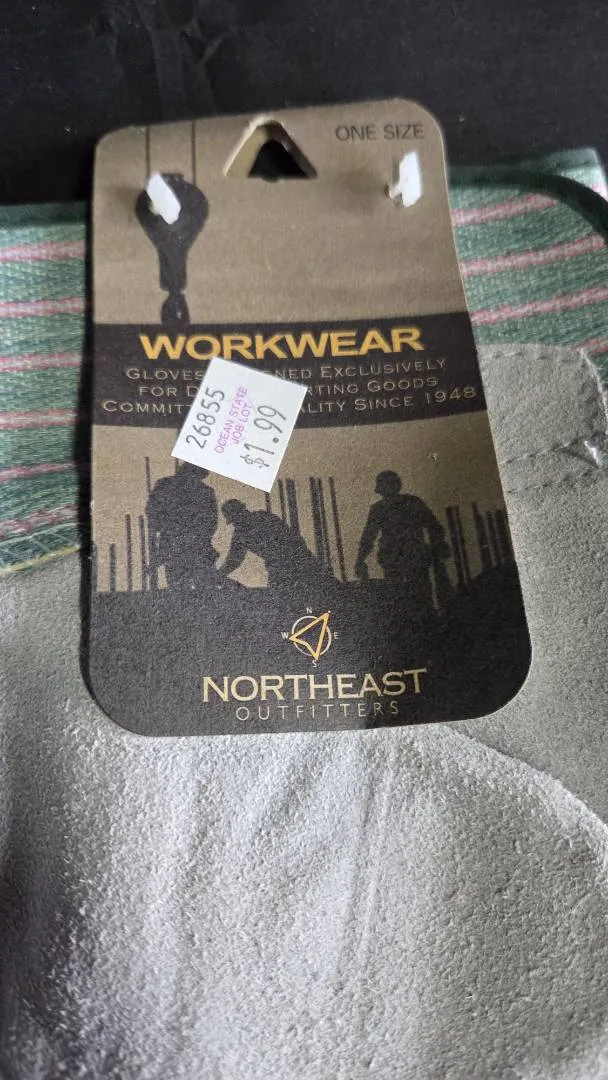 ONE SIZE
WORKWEAR
GLOVES EXCLUSIVELY
FOR GOODS
SINCE 1948
26855
OCEAN STATE
JOB LOT
$1.99
N
W E
S
NORTHEAST
OUTFITTERS